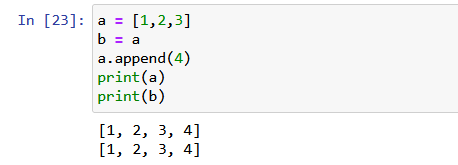 In [23]: a = [1,2,3]
b = a
a.append(4)
print(a)
print(b)
[1, 2, 3, 4]
[1, 2, 3, 4]